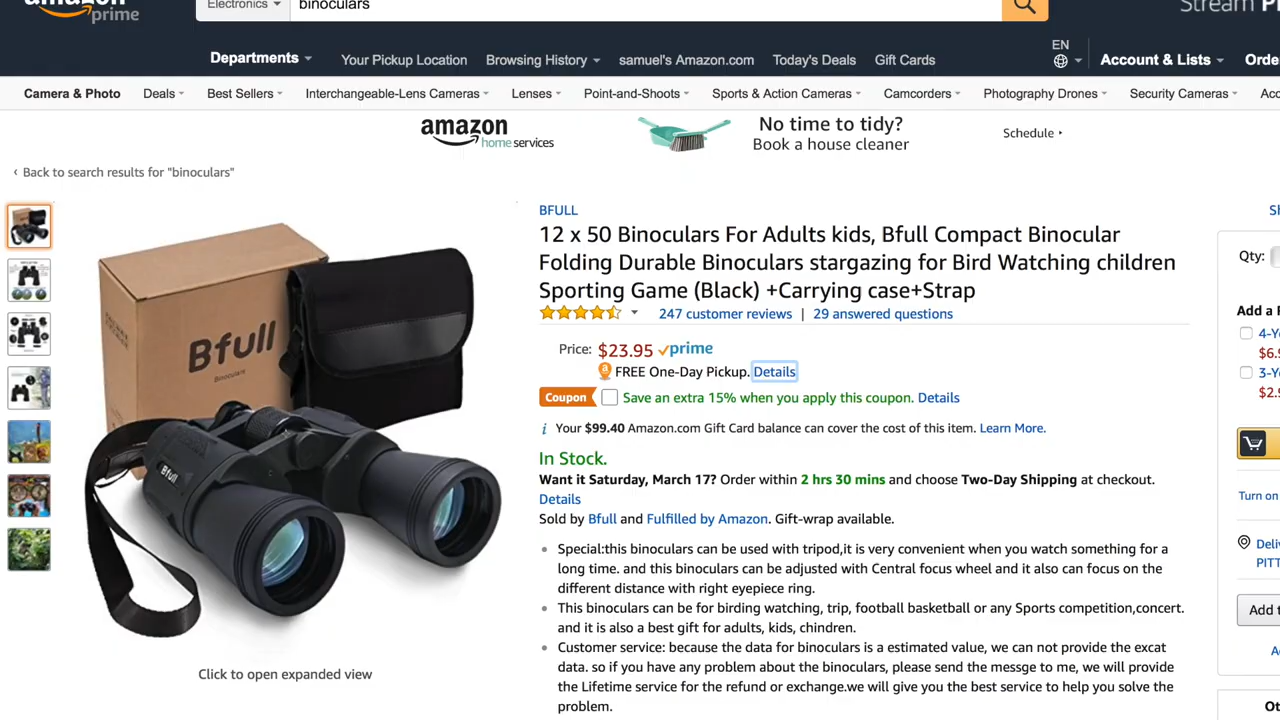 amazon
prime
Electronics
binoculars
Stream
Departments
Your Pickup Location
Browsing History
samuel's Amazon.com
Today's Deals
Gift Cards
EN
Account & Lists
Camera & Photo
Deals
Best Sellers
Interchangeable-Lens Cameras
Lenses
Point-and-Shoots
Sports & Action Cameras
Camcorders
Photography Drones
Security Cameras
amazon
home services
No time to tidy?
Book a house cleaner
Schedule
‹ Back to search results for "binoculars"
Bfull
Binoculars
Bfull
Click to open expanded view
BFULL
12 x 50 Binoculars For Adults kids, Bfull Compact Binocular
Folding Durable Binoculars stargazing for Bird Watching children
Sporting Game (Black) +Carrying case+Strap
247 customer reviews | 29 answered questions
Price: $23.95 prime
FREE One-Day Pickup. Details
Coupon Save an extra 15% when you apply this coupon. Details
i Your $99.40 Amazon.com Gift Card balance can cover the cost of this item. Learn More.
In Stock.
Want it Saturday, March 17? Order within 2 hrs 30 mins and choose Two-Day Shipping at checkout.
Details
Sold by Bfull and Fulfilled by Amazon. Gift-wrap available.
• Special:this binoculars can be used with tripod,it is very convenient when you watch something for a
long time. and this binoculars can be adjusted with Central focus wheel and it also can focus on the
different distance with right eyepiece ring.
• This binoculars can be for birding watching, trip, football basketball or any Sports competition,concert.
and it is also a best gift for adults, kids, chindren.
• Customer service: because the data for binoculars is a estimated value, we can not provide the excat
data. so if you have any problem about the binoculars, please send the messge to me, we will provide
the Lifetime service for the refund or exchange.we will give you the best service to help you solve the
problem.
Qty:
Add a
4-Y
$6.
3-Y
$2.
Turn on
Deli
PITT
Add t